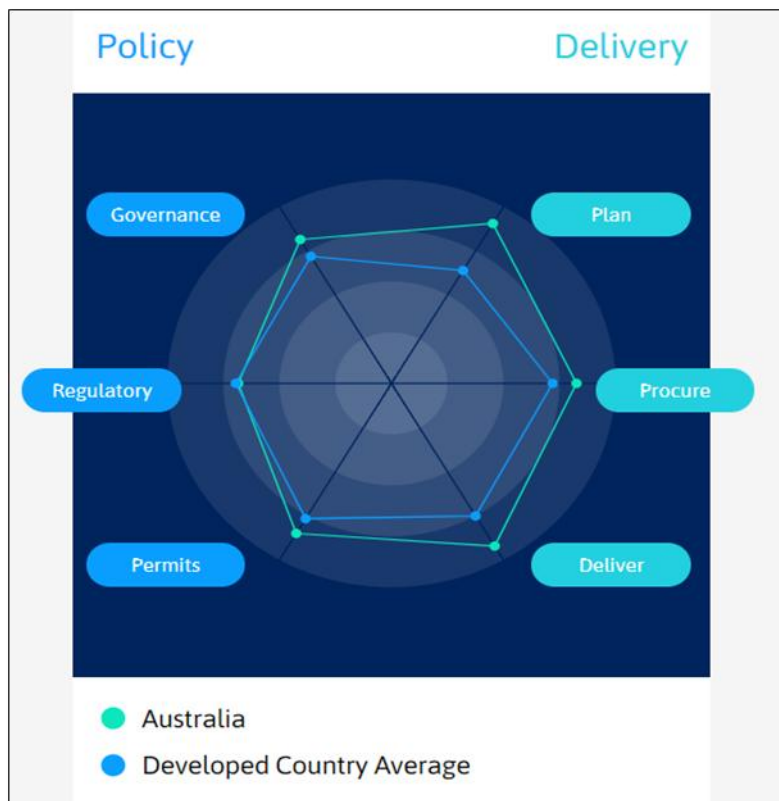 Policy
Delivery
Governance
Plan
Regulatory
Procure
Permits
Deliver
Australia
Developed Country Average